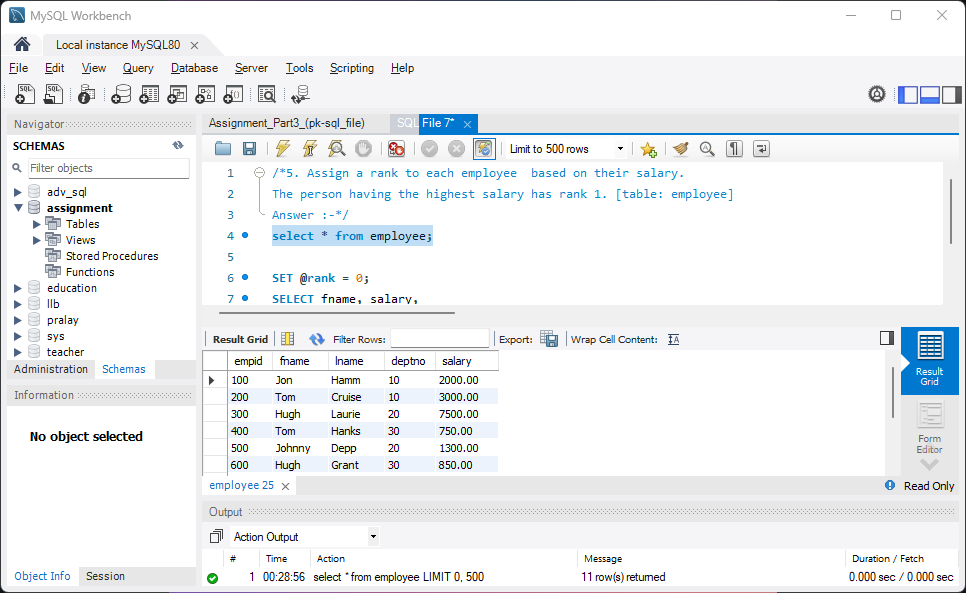 MySQL Workbench
Local instance MySQL80
File Edit View Query Database Server Tools Scripting Help
SQL SQL
Navigator
SCHEMAS
Filter objects
adv_sql
assignment
Tables
Views
Stored Procedures
Functions
education
llb
pralay
sys
teacher
Administration Schemas
Information
No object selected
Object Info Session
Assignment_Part3_(pk-sql_file) SQL File 7*
Limit to 500 rows
1 /*5. Assign a rank to each employee  based on their salary.
2 The person having the highest salary has rank 1. [table: employee]
3 Answer :-*/
4 select * from employee;
5
6 SET @rank = 0;
7 SELECT fname, salary,
Result Grid Filter Rows: Export: Wrap Cell Content:
empid fname lname deptno salary
100 Jon Hamm 10 2000.00
200 Tom Cruise 10 3000.00
300 Hugh Laurie 20 7500.00
400 Tom Hanks 30 750.00
500 Johnny Depp 20 1300.00
600 Hugh Grant 30 850.00
Result
Grid
Form
Editor
employee 25
Read Only
Output
Action Output
# Time Action Message Duration / Fetch
1 00:28:56 select * from employee LIMIT 0, 500 11 row(s) returned 0.000 sec / 0.000 sec